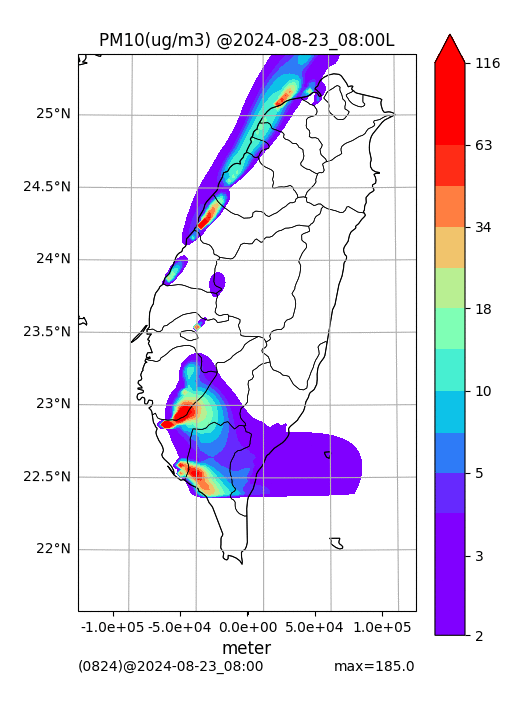 PM10(ug/m3) @2024-08-23_08:00L
116
25°N
63
24.5°N
34
24°N
18
23.5°N
10
23°N
5
22.5°N
3
22°N
2
-1.0e+05 -5.0e+04 0.0e+00 5.0e+04 1.0e+05
meter
(0824)@2024-08-23_08:00 max=185.0